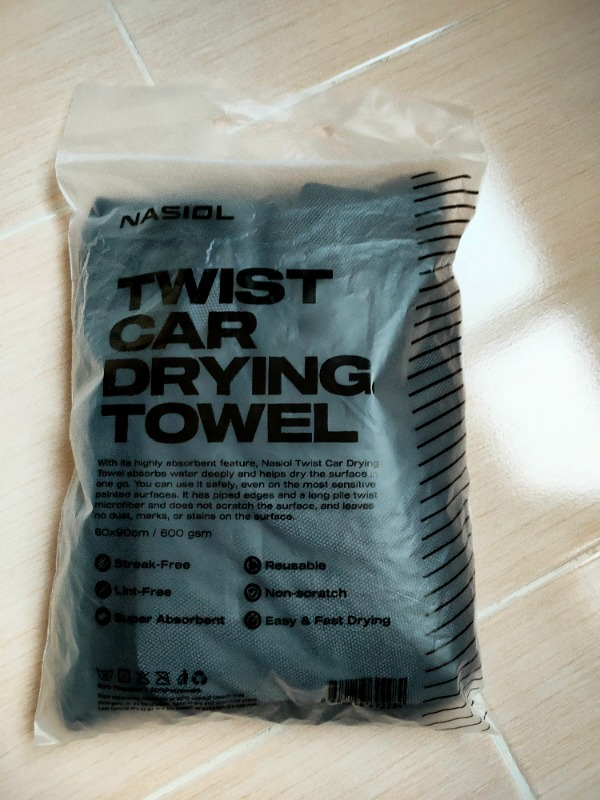 NASIOL
TWIST
CAR
DRYING
TOWEL
With its highly absorbent feature, Nasiol Twist Car Drying
Towel absorbs water deeply and helps dry the surface in
one go. You can use it safely, even on the most sensitive
painted surfaces. It has piped edges and a long pile twist
microfiber and does not scratch the surface, and leaves
no dust, marks, or stains on the surface.
60x90cm / 600 gsm
Streak-Free
Reusable
Lint-Free
Non-scratch
Super Absorbent
Easy & Fast Drying